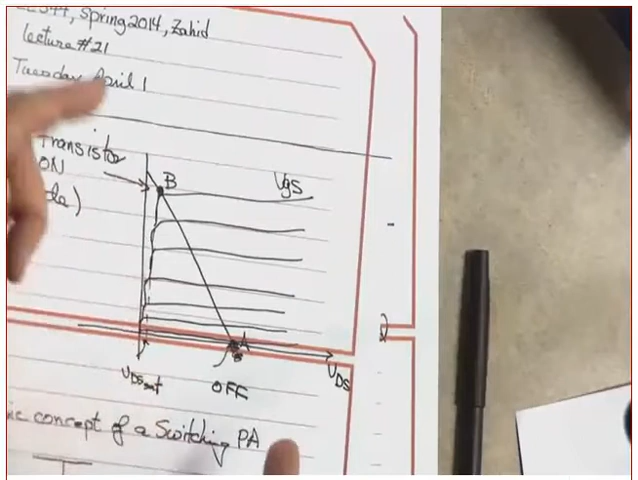 Spring 2014, Zahid
Lecture #21
Tuesday April 1
Transistor
ON
B
Vgs
A
VDSsat
OFF
VDS
concept of a Switching PA